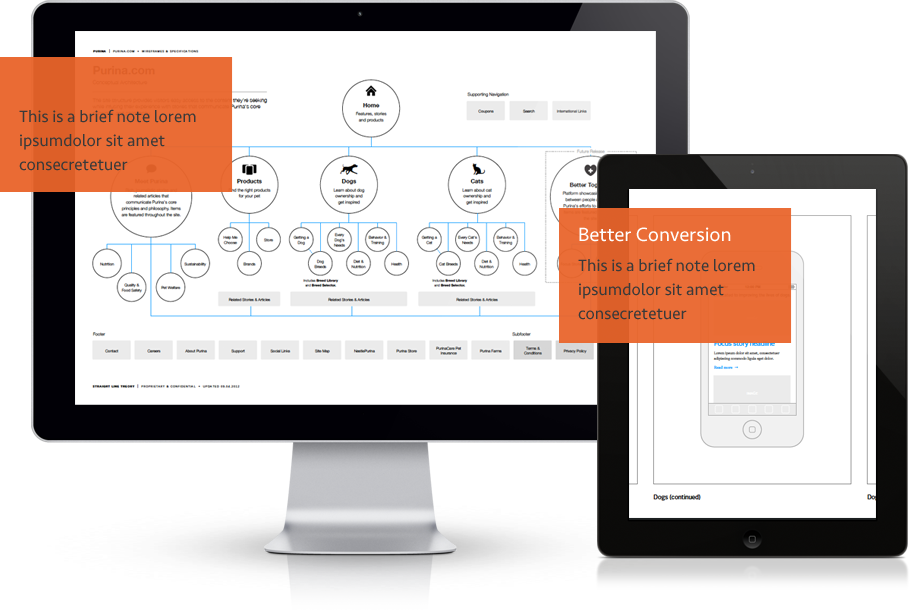 PURINA | PURINA.COM • WIREFRAMES & SPECIFICATIONS
Purina.com
This is a brief note lorem
ipsumdolor sit amet
consecretetuer
they're seeking
Purina's core
Home
Features, stories
and products
Supporting Navigation
Coupons
Search
International Links
Future Release
related articles that
communicate Purina's core
principles and philosophy. Items
are featured throughout the site.
Products
Find the right products
for your pet
Dogs
Learn about dog
ownership and
get inspired
Cats
Learn about cat
ownership and
get inspired
Better Tog
Platform showcas
between people
Purina's efforts to
Nutrition
Quality &
Food Safety
Pet Welfare
Sustainability
Help Me
Choose
Brands
Store
Getting a
Dog
Dog
Breeds
Every
Dog's
Needs
Diet &
Nutrition
Behavior &
Training
Health
Includes Breed Library
and Breed Selector.
Getting a
Cat
Cat Breeds
Every Cat's
Needs
Diet &
Nutrition
Behavior &
Training
Health
Includes Breed Library
and Breed Selector.
Related Stories & Articles
Related Stories & Articles
Related Stories & Articles
Footer
Contact
Careers
About Purina
Support
Social Links
Site Map
NestlePurina
Purina Store
PurinaCare Pet
Insurance
Purina Farms
Subfooter
Terms &
Conditions
Privacy Policy
STRAIGHT LINE THEORY | PROPRIETARY & CONFIDENTIAL • UPDATED
Better Conversion
This is a brief note lorem
ipsumdolor sit amet
consecretetuer
Focus story headline
Lorem ipsum dolor sit amet, consectetuer
adipiscing commodo ligula eget dolor.
Read more →
Dogs (continued)
Dog